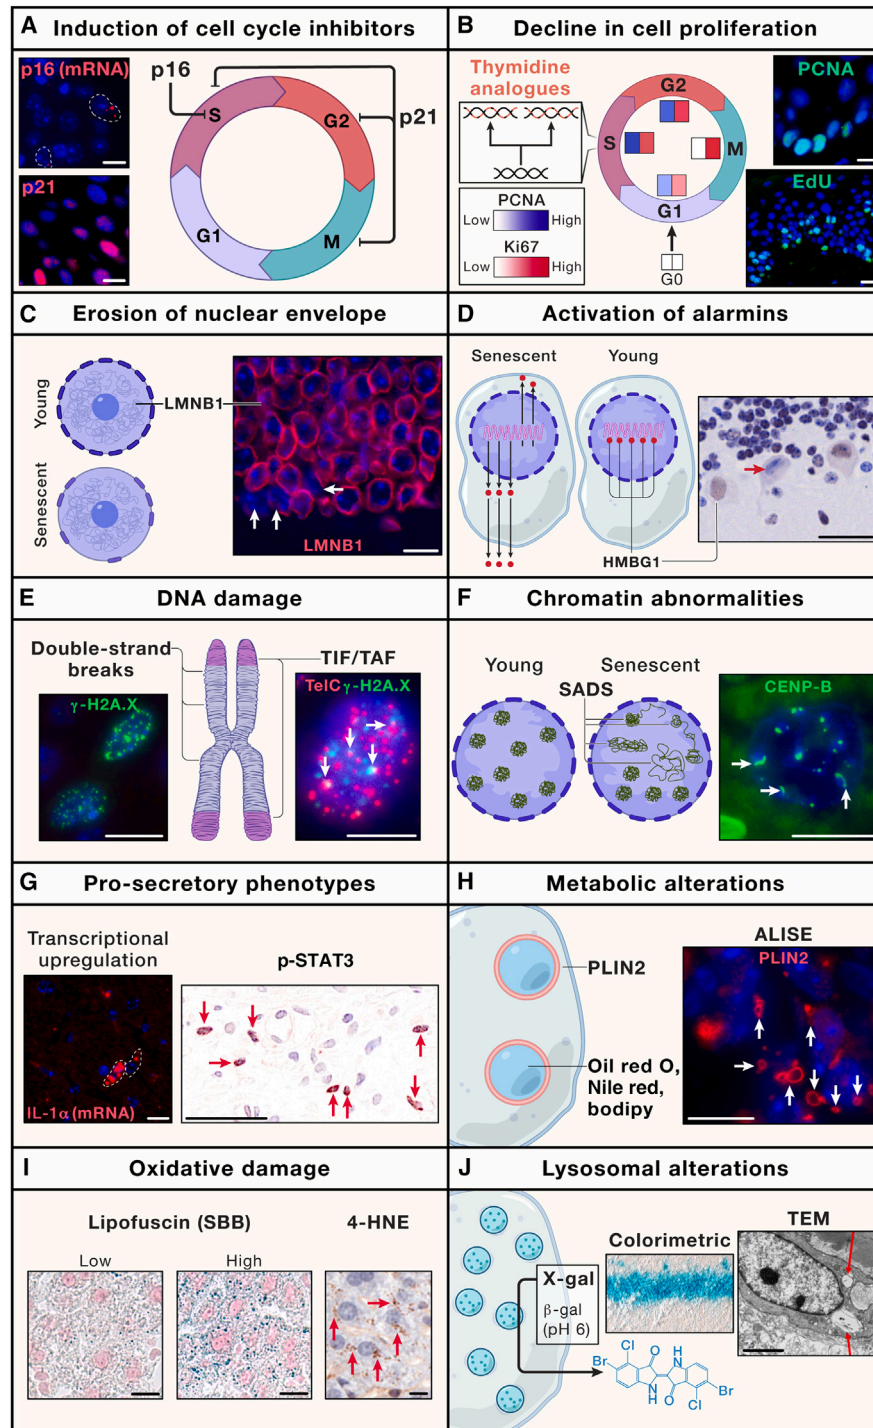 A Induction of cell cycle inhibitors
p16 (mRNA)
p21
p16
p21
S
G2
G1
M
B Decline in cell proliferation
Thymidine
analogues
PCNA
Low High
Ki67
Low High
G2
S
M
G1
G0
PCNA
EdU
C Erosion of nuclear envelope
Young
Senescent
LMNB1
LMNB1
D Activation of alarmins
Senescent Young
HMBG1
E DNA damage
Double-strand
breaks
γ-H2A.X
TIF/TAF
TelC γ-H2A.X
F Chromatin abnormalities
Young Senescent
SADS
CENP-B
G Pro-secretory phenotypes
Transcriptional
upregulation
IL-1α (mRNA)
p-STAT3
H Metabolic alterations
PLIN2
Oil red O,
Nile red,
bodipy
ALISE
PLIN2
I Oxidative damage
Lipofuscin (SBB)
Low High
4-HNE
J Lysosomal alterations
X-gal
β-gal
(pH 6)
Colorimetric
TEM
Cl
O
H
N
Br
Br
N
H
O
Cl